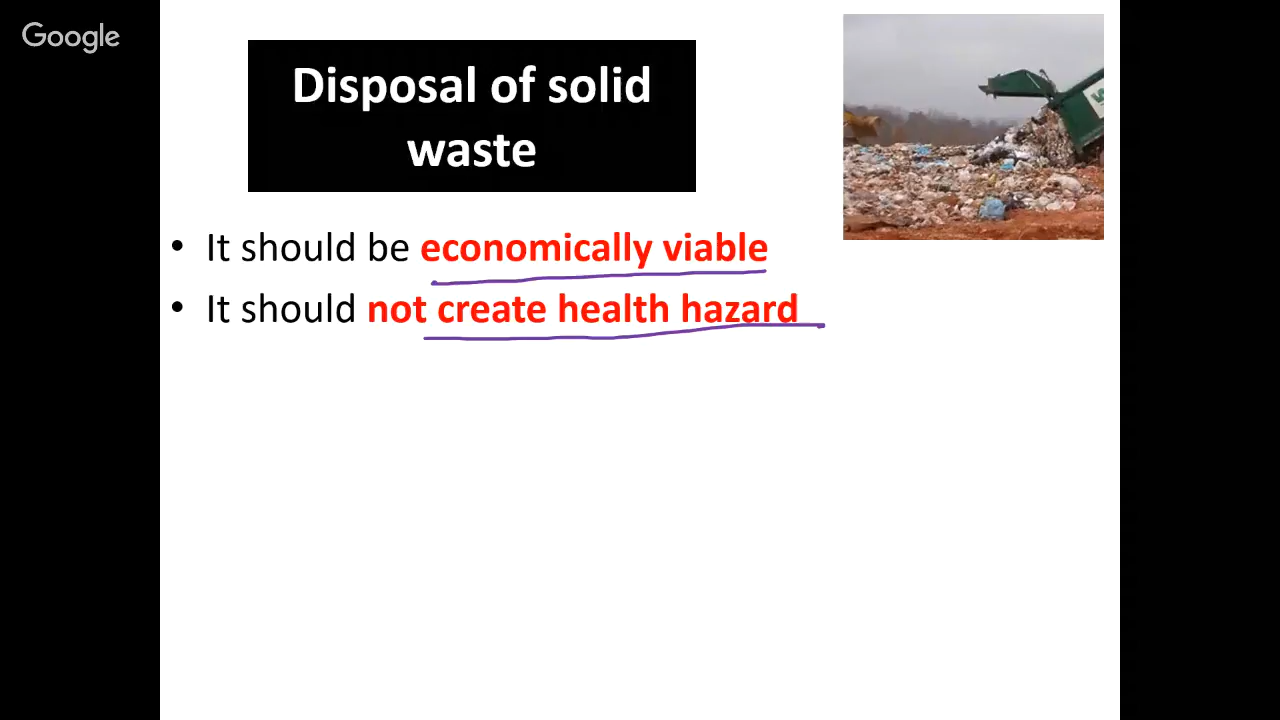 Google
Disposal of solid
waste
• It should be economically viable
• It should not create health hazard